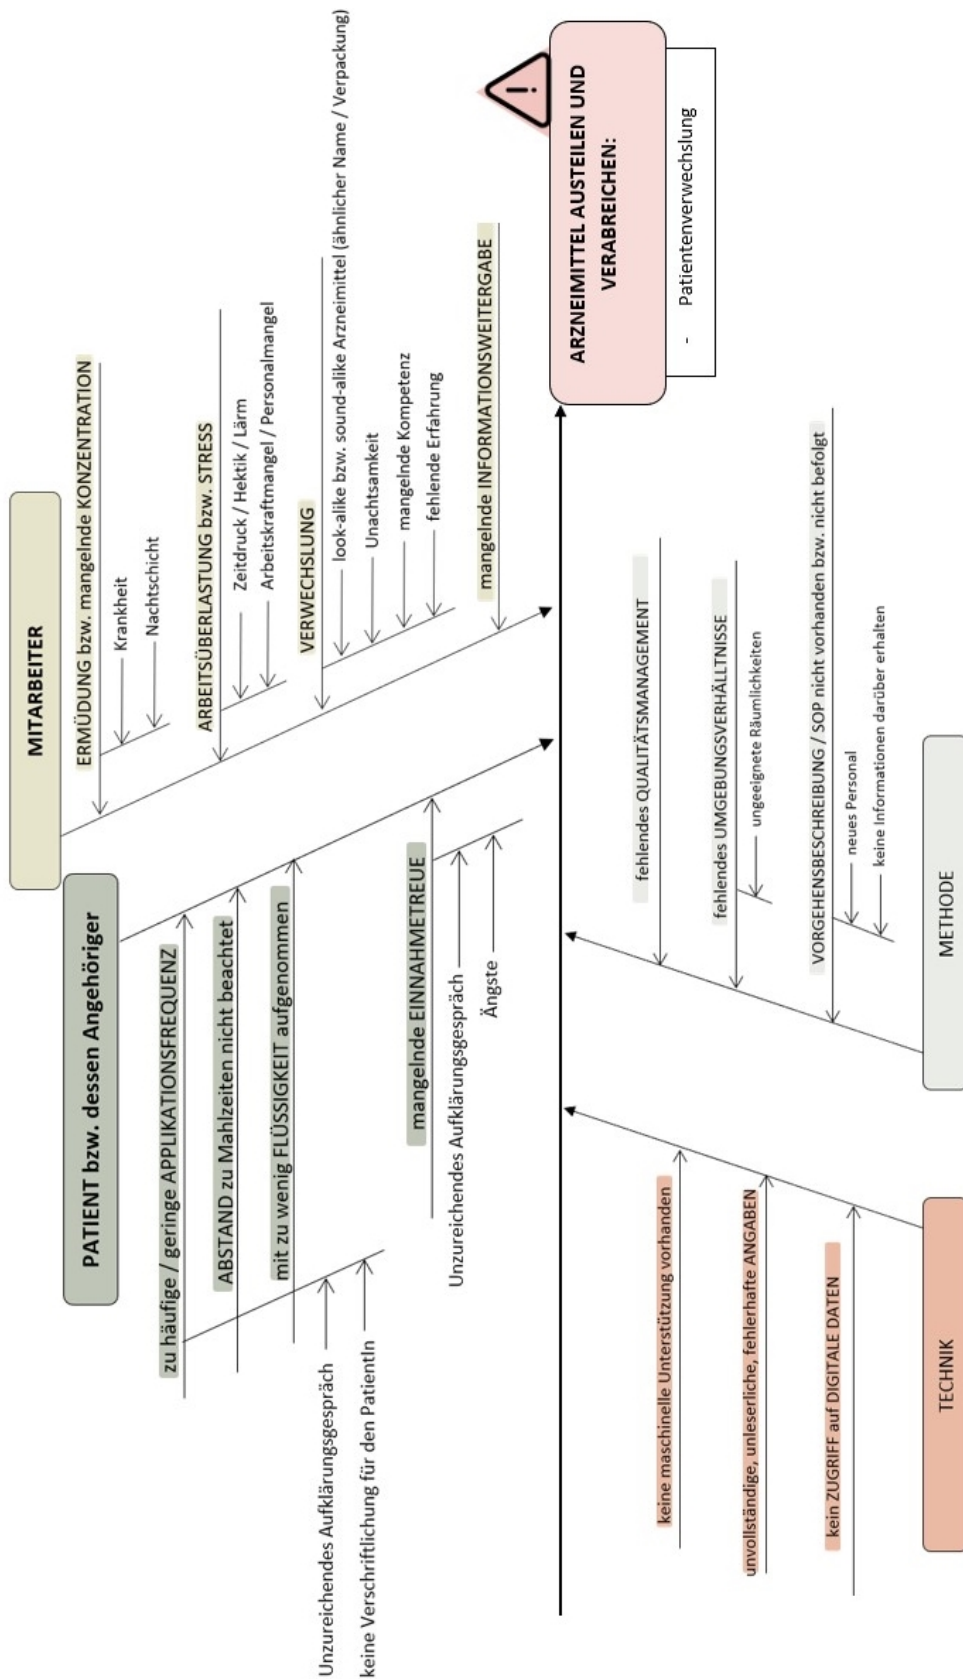 MITARBEITER
ERMÜDUNG bzw. mangelnde KONZENTRATION
Krankheit
Nachtschicht
ARBEITSÜBERLASTUNG bzw. STRESS
Zeitdruck / Hektik / Lärm
Arbeitskraftmangel / Personalmangel
VERWECHSLUNG
look-alike bzw. sound-alike Arzneimittel (ähnlicher Name / Verpackung)
Unachtsamkeit
mangelnde Kompetenz
fehlende Erfahrung
mangelnde INFORMATIONSWEITERGABE
PATIENT bzw. dessen Angehöriger
zu häufige / geringe APPLIKATIONSFREQUENZ
ABSTAND zu Mahlzeiten nicht beachtet
mit zu wenig FLÜSSIGKEIT aufgenommen
Unzureichendes Aufklärungsgespräch
keine Verschriftlichung für den PatientIn
mangelnde EINNAHMETREUE
Unzureichendes Aufklärungsgespräch
Ängste
ARZNEIMITTEL AUSTEILEN UND
VERABREICHEN:
- Patientenverwechslung
keine maschinelle Unterstützung vorhanden
unvollständige, unleserliche, fehlerhafte ANGABEN
kein ZUGRIFF auf DIGITALE DATEN
TECHNIK
fehlendes QUALITÄTSMANAGEMENT
fehlendes UMGEBUNGSVERHÄLTNISSE
ungeeignete Räumlichkeiten
VORGEHENSBESCHREIBUNG / SOP nicht vorhanden bzw. nicht befolgt
neues Personal
keine Informationen darüber erhalten
METHODE